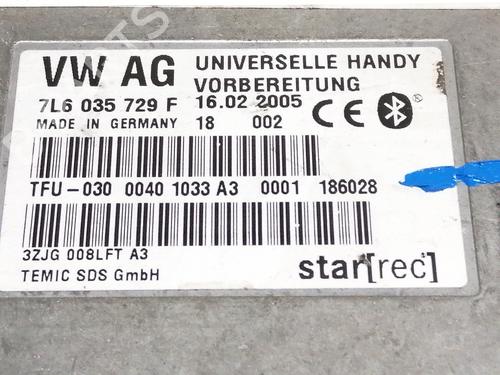 VW AG UNIVERSELLE HANDY
VORBEREITUNG
7L6 035 729 F 16.02 2005
MADE IN GERMANY 18 002
CE
TFU-030 0040 1033 A3 0001 186028
3ZJG 008LFT A3
TEMIC SDS GmbH
star[rec]